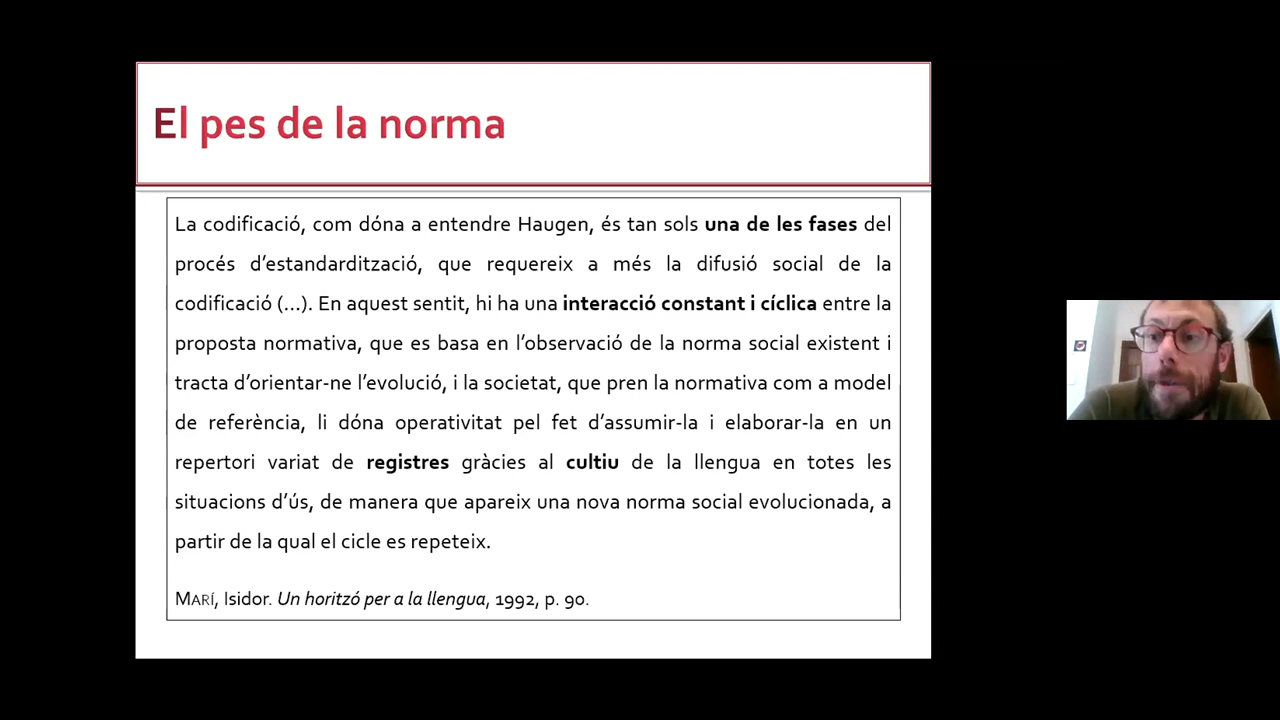 El pes de la norma
La codificació, com dóna a entendre Haugen, és tan sols una de les fases del
procés d'estandardització, que requereix a més la difusió social de la
codificació (...). En aquest sentit, hi ha una interacció constant i cíclica entre la
proposta normativa, que es basa en l'observació de la norma social existent i
tracta d'orientar-ne l'evolució, i la societat, que pren la normativa com a model
de referència, li dóna operativitat pel fet d'assumir-la i elaborar-la en un
repertori variat de registres gràcies al cultiu de la llengua en totes les
situacions d'ús, de manera que apareix una nova norma social evolucionada, a
partir de la qual el cicle es repeteix.
MARÍ, Isidor. Un horitzó per a la llengua, 1992, p. 90.